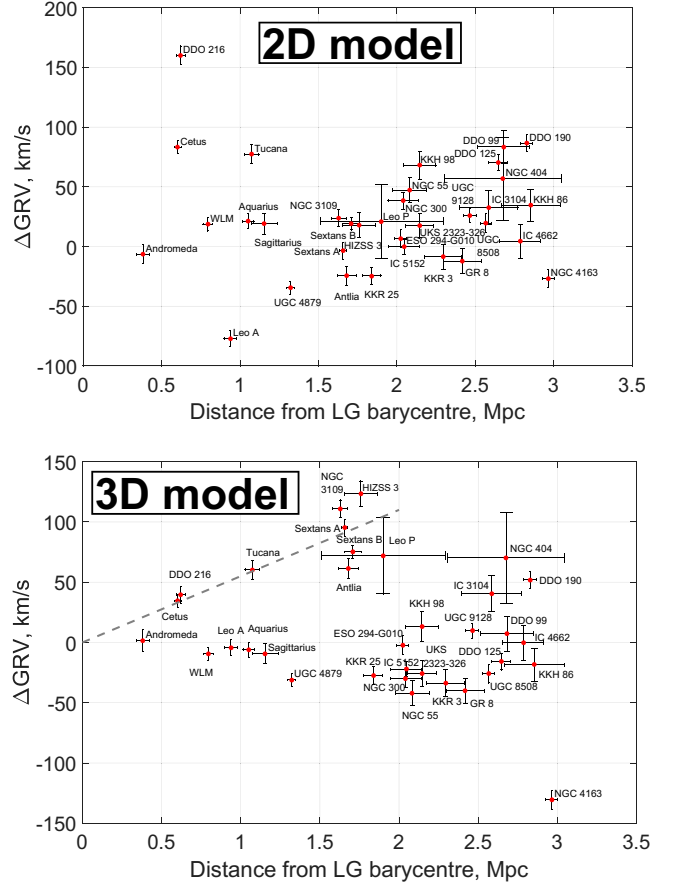 2D model
ΔGRV, km/s
200
150
100
50
0
-50
-100
DDO 216
Cetus
Tucana
KKH 98
DDO 99
DDO 190
DDO 125
NGC 404
NGC 55
UGC
9128
IC 3104
KKH 86
NGC 3109
NGC 300
Leo P
Aquarius
WLM
Sagittarius
Sextans B
UKS 2323-326
ESO 294-G010
UGC
8508
IC 4662
Andromeda
Sextans A
HIZSS 3
IC 5152
KKR 3
GR 8
NGC 4163
UGC 4879
Antlia
KKR 25
Leo A
0 0.5 1 1.5 2 2.5 3 3.5
Distance from LG barycentre, Mpc
3D model
ΔGRV, km/s
150
100
50
0
-50
-100
-150
NGC
3109
HIZSS 3
Sextans A
Sextans B
Leo P
Tucana
Antlia
NGC 404
DDO 216
DDO 190
Cetus
IC 3104
KKH 98
Andromeda
Leo A
Aquarius
ESO 294-G010
UGC 9128
DDO 99
IC 4662
WLM
Sagittarius
UKS
2323-326
DDO 125
UGC 4879
KKR 25
IC 5152
KKH 86
NGC 300
KKR 3
UGC 8508
GR 8
NGC 55
NGC 4163
0 0.5 1 1.5 2 2.5 3
Distance from LG barycentre, Mpc